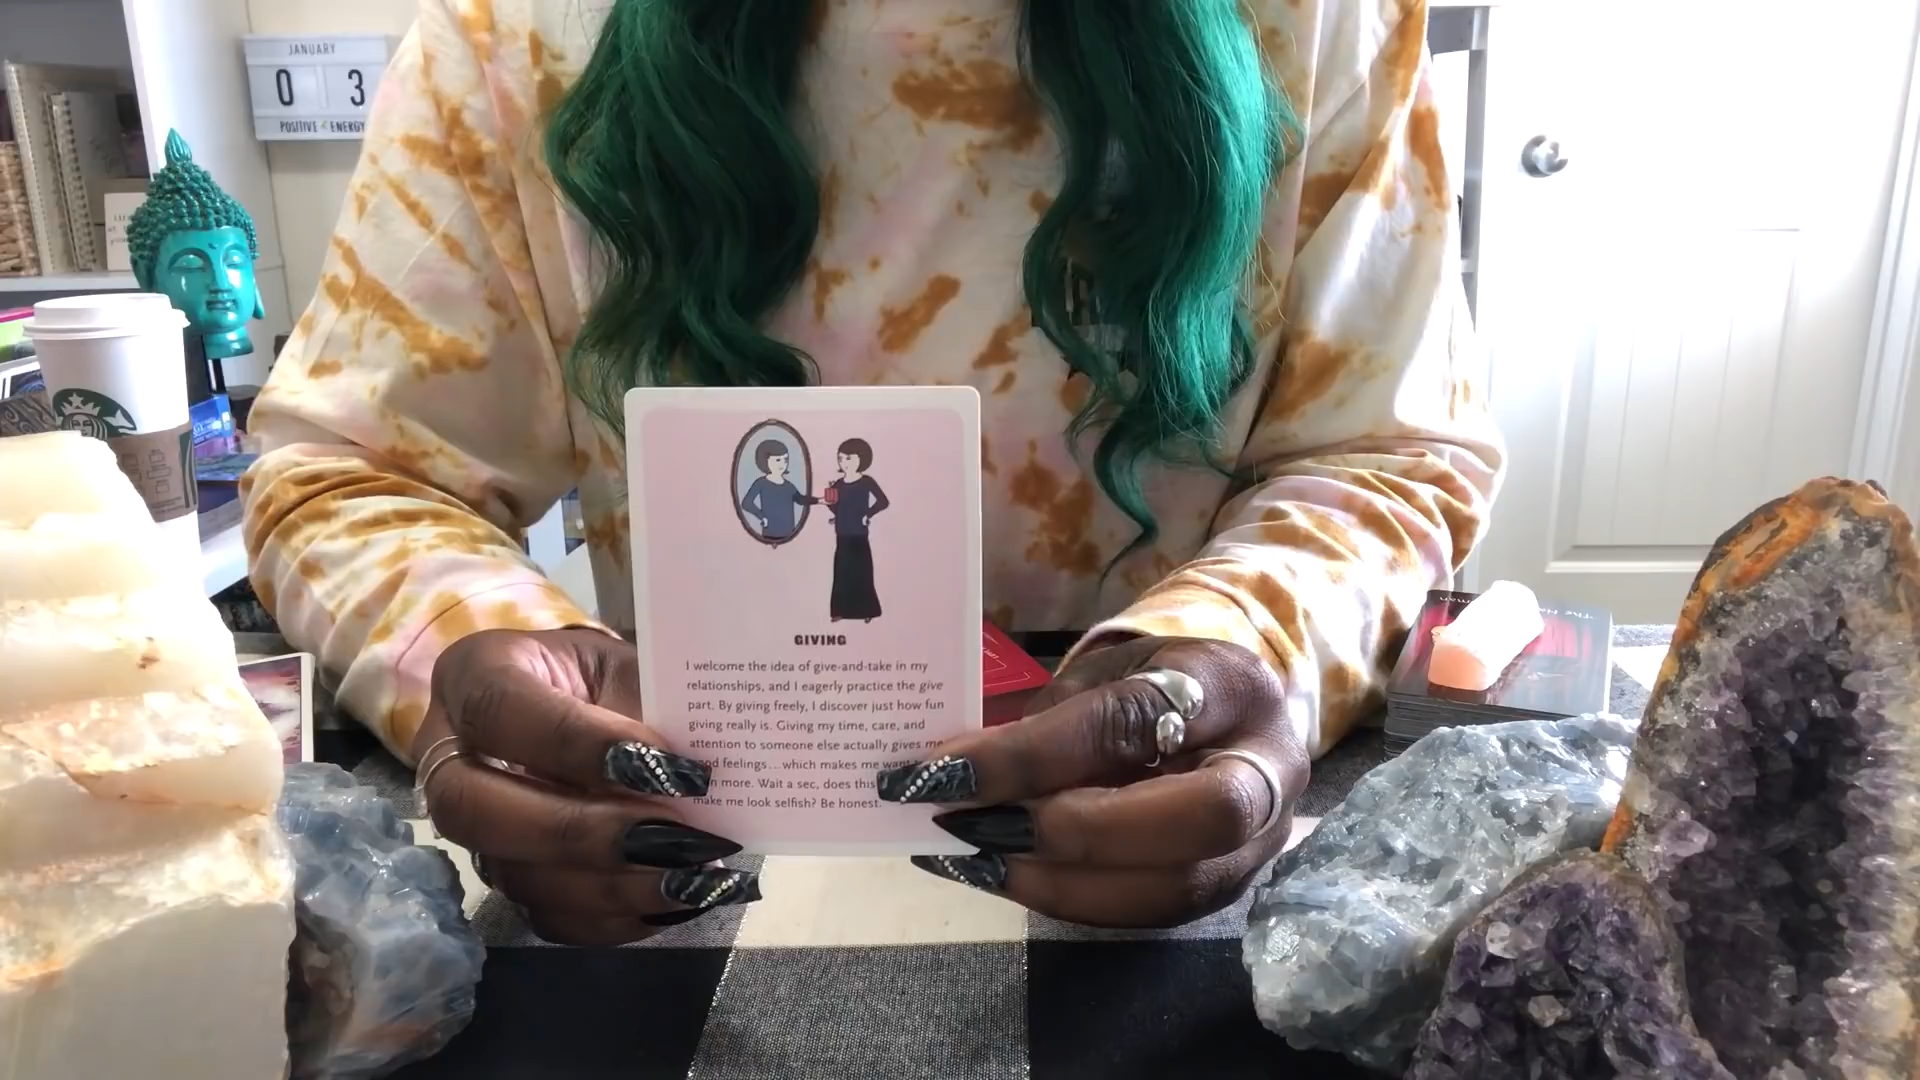 JANUARY
0 3
POSITIVE ENERGY
GIVING
I welcome the idea of give-and-take in my
relationships, and I eagerly practice the give
part. By giving freely, I discover just how fun
giving really is. Giving my time, care, and
attention to someone else actually gives me
feelings...which makes me want
more. Wait a sec, does this
make me look selfish? Be honest.